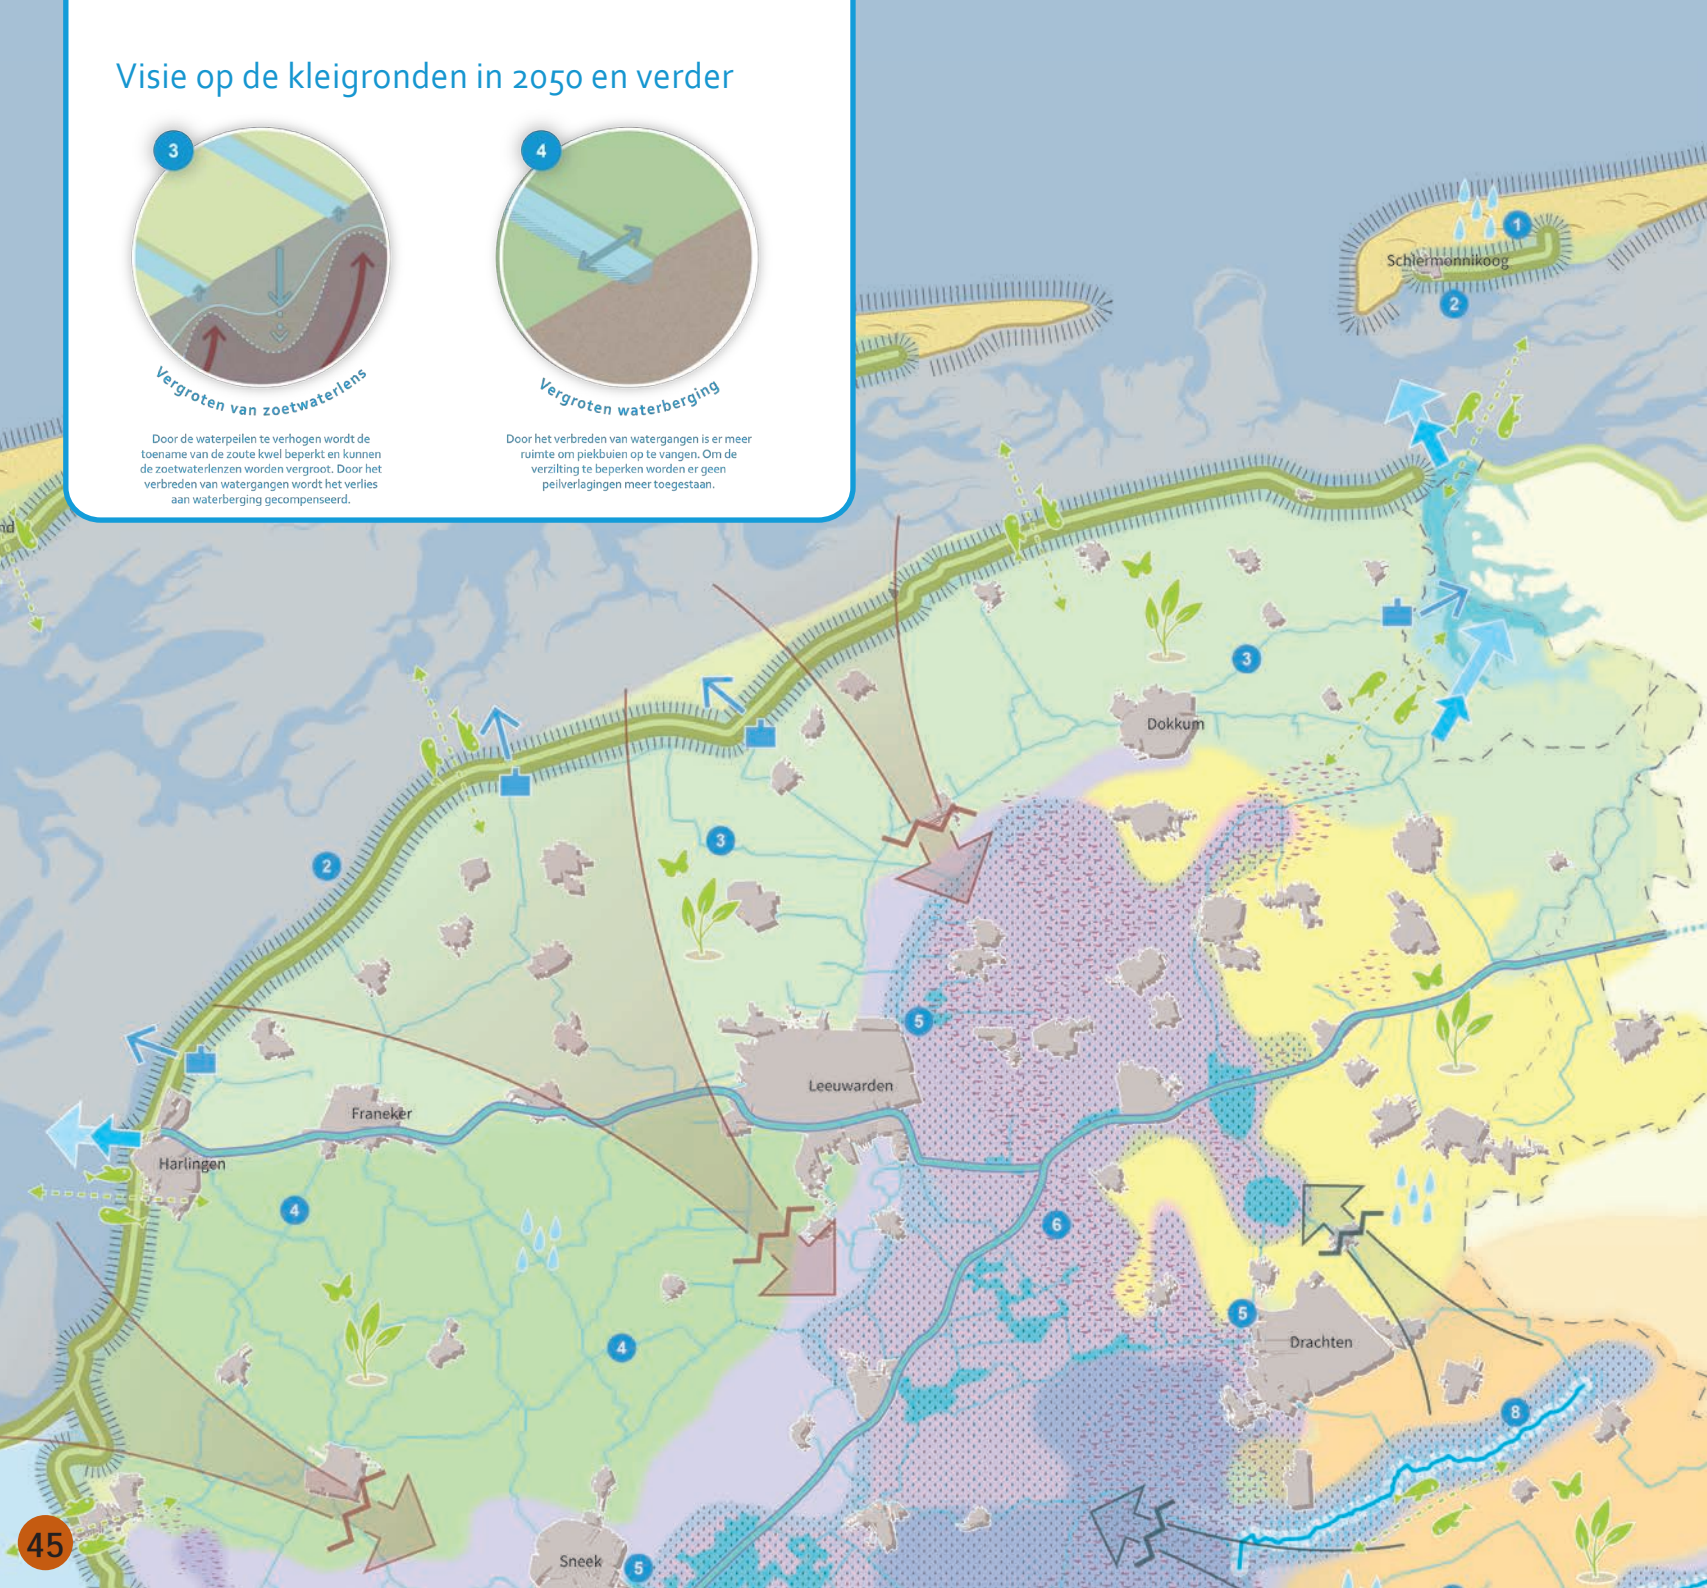 Visie op de kleigronden in 2050 en verder
3
4
Vergroten van zoetwaterlens
Vergroten waterberging
Door de waterpeilen te verhogen wordt de
toename van de zoute kwel beperkt en kunnen
de zoetwaterlenzen worden vergroot. Door het
verbreden van watergangen wordt het verlies
aan waterberging gecompenseerd.
Door het verbreden van watergangen is er meer
ruimte om piekbuien op te vangen. Om de
verzilting te beperken worden er geen
peilverlagingen meer toegestaan.
1
Schiermonnikoog
2
nd
3
Dokkum
3
2
5
Leeuwarden
Franeker
Harlingen
4
6
5
4
Drachten
8
45
Sneek
5